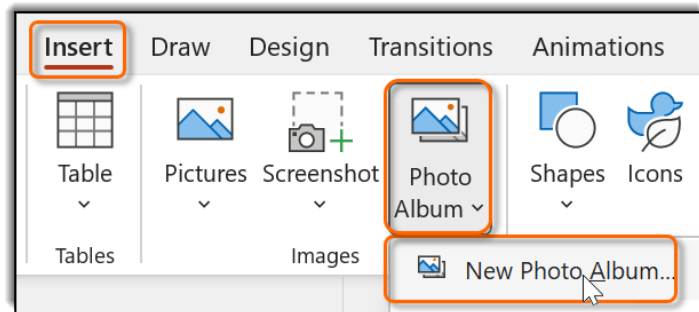 Insert Draw Design Transitions Animations
Table Pictures Screenshot Photo Album Shapes Icons
Tables Images
New Photo Album...